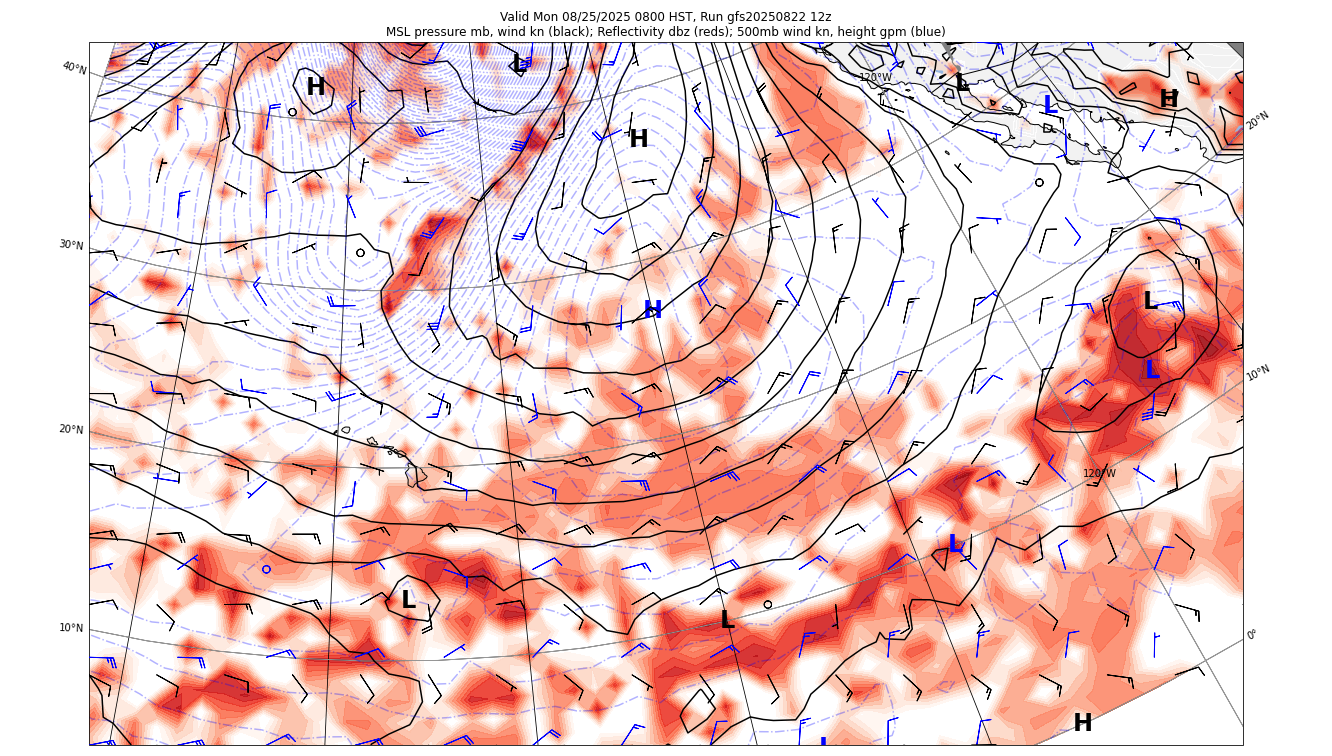 Valid Mon 08/25/2025 0800 HST, Run gfs20250822 12z
MSL pressure mb, wind kn (black); Reflectivity dbz (reds); 500mb wind kn, height gpm (blue)
40°N
H
L
H
120°W
L
L
H
20°N
30°N
H
L
L
10°N
20°N
120°W
L
L
L
10°N
0°
H
L